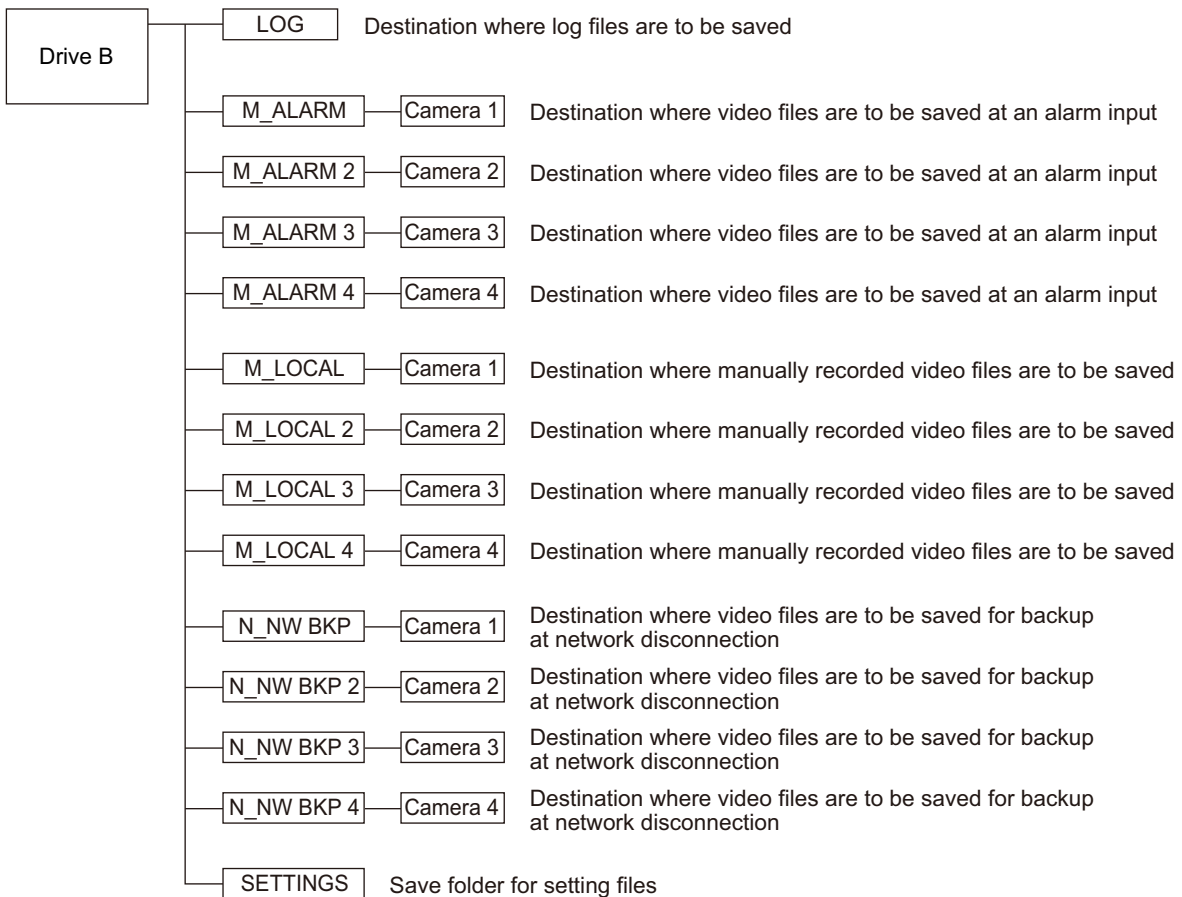 Drive B
LOG Destination where log files are to be saved
M_ALARM Camera 1 Destination where video files are to be saved at an alarm input
M_ALARM 2 Camera 2 Destination where video files are to be saved at an alarm input
M_ALARM 3 Camera 3 Destination where video files are to be saved at an alarm input
M_ALARM 4 Camera 4 Destination where video files are to be saved at an alarm input
M_LOCAL Camera 1 Destination where manually recorded video files are to be saved
M_LOCAL 2 Camera 2 Destination where manually recorded video files are to be saved
M_LOCAL 3 Camera 3 Destination where manually recorded video files are to be saved
M_LOCAL 4 Camera 4 Destination where manually recorded video files are to be saved
N_NW BKP Camera 1 Destination where video files are to be saved for backup
at network disconnection
N_NW BKP 2 Camera 2 Destination where video files are to be saved for backup
at network disconnection
N_NW BKP 3 Camera 3 Destination where video files are to be saved for backup
at network disconnection
N_NW BKP 4 Camera 4 Destination where video files are to be saved for backup
at network disconnection
SETTINGS Save folder for setting files